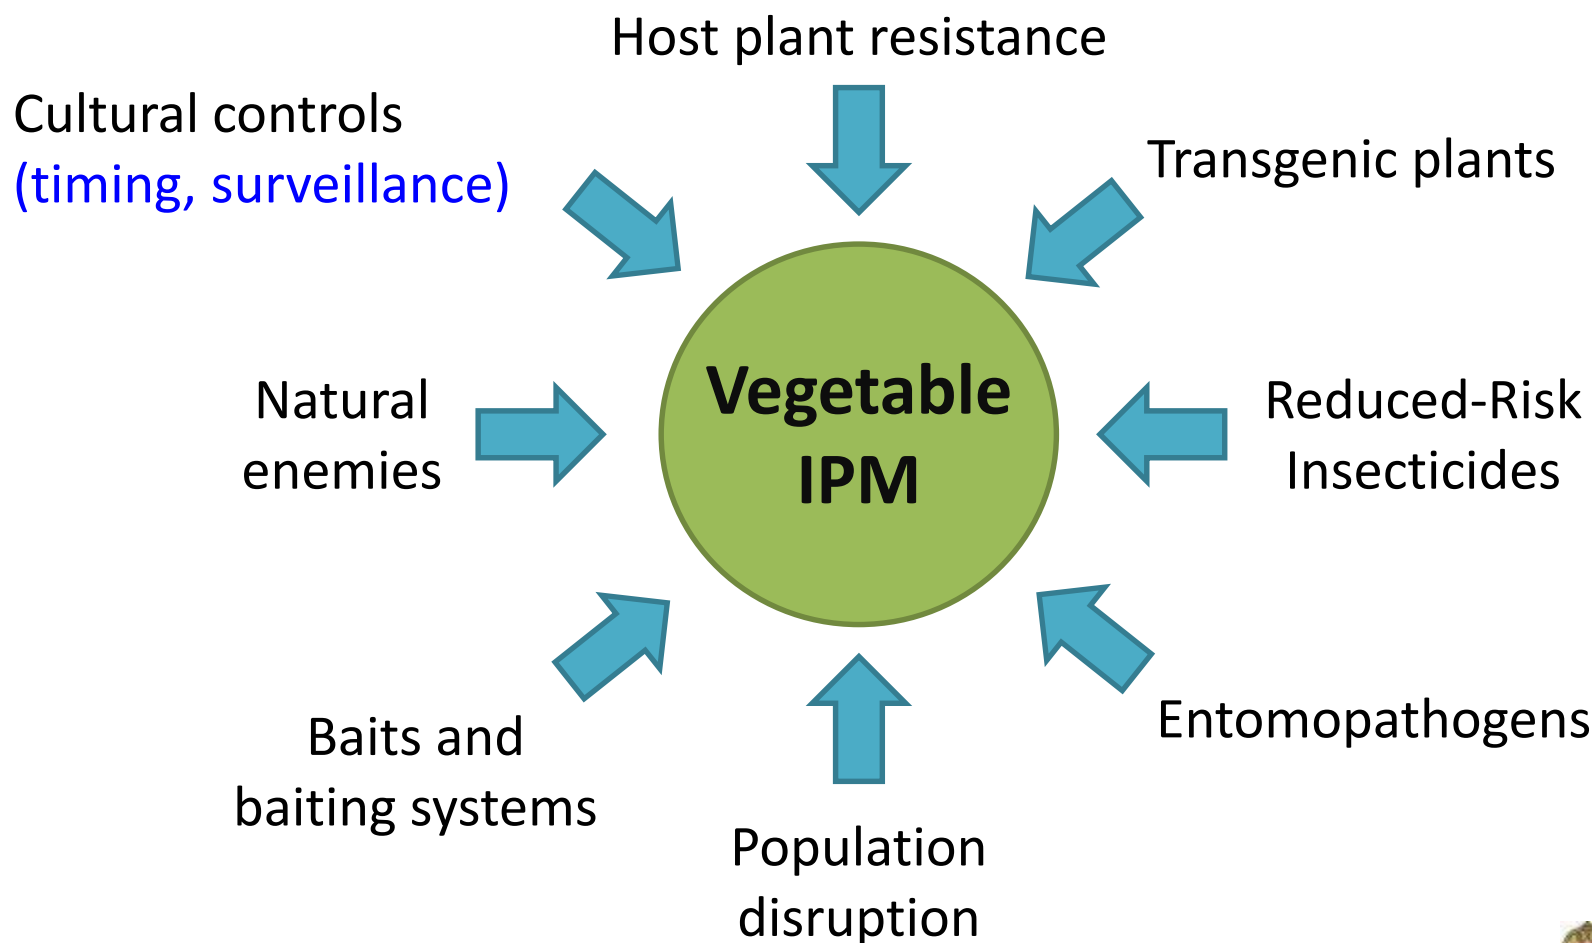 Host plant resistance
Cultural controls
(timing, surveillance)
Transgenic plants
Natural
enemies
Vegetable
IPM
Reduced-Risk
Insecticides
Baits and
baiting systems
Entomopathogens
Population
disruption